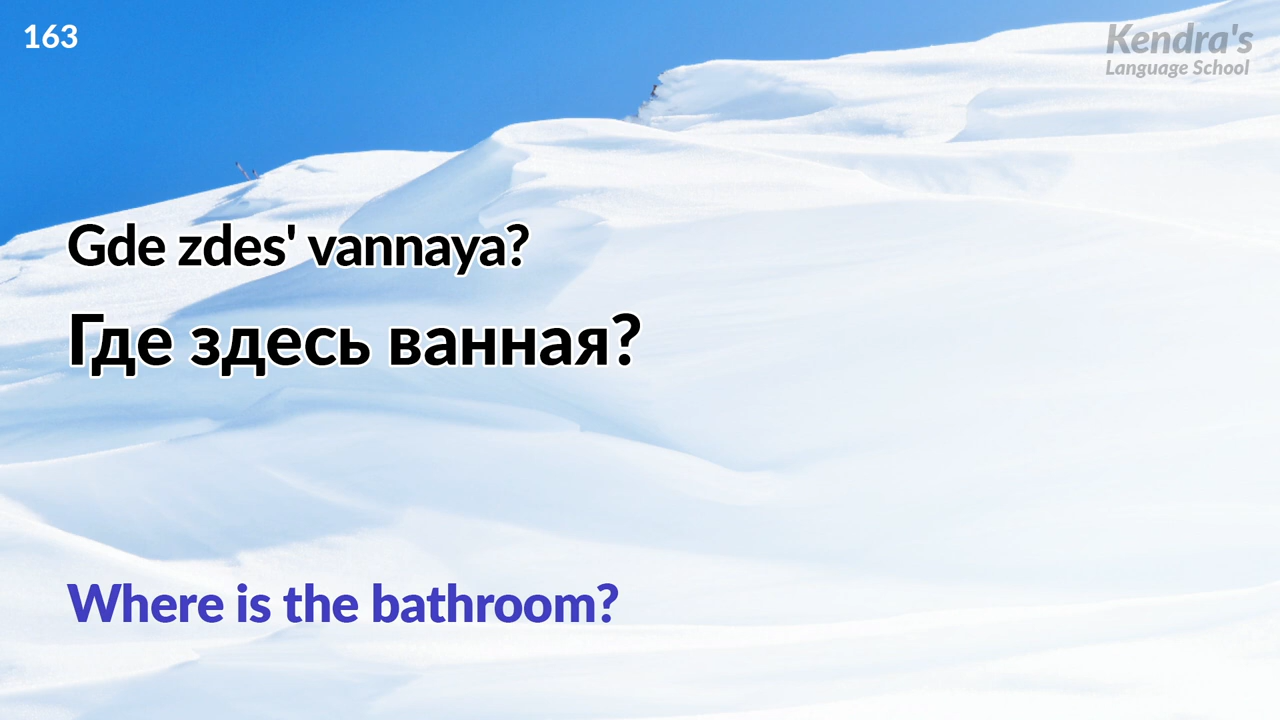 163
Kendra's
Language School
Gde zdes' vannaya?
Где здесь ванная?
Where is the bathroom?